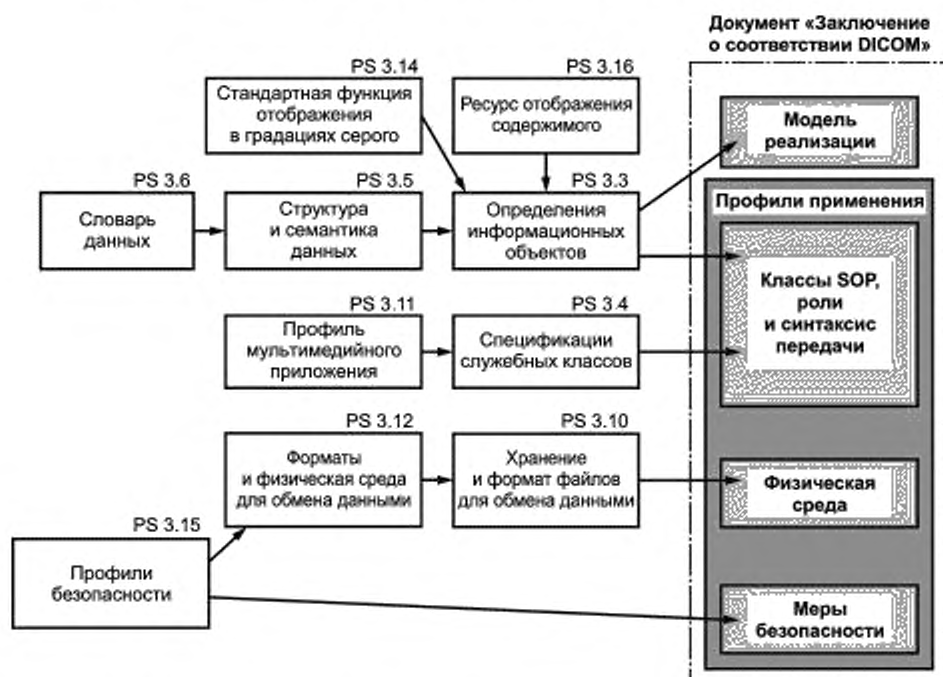 Документ «Заключение
о соответствии DICOM»
PS 3.14
Стандартная функция
отображения
в градациях серого
PS 3.16
Ресурс отображения
содержимого
Модель
реализации
PS 3.6
Словарь
данных
PS 3.5
Структура
и семантика
данных
PS 3.3
Определения
информационных
объектов
Профили применения
Классы SOP,
роли
и синтаксис
передачи
PS 3.11
Профиль
мультимедийного
приложения
PS 3.4
Спецификации
служебных классов
PS 3.12
Форматы
и физическая среда
для обмена данными
PS 3.10
Хранение
и формат файлов
для обмена данными
Физическая
среда
PS 3.15
Профили
безопасности
Меры
безопасности